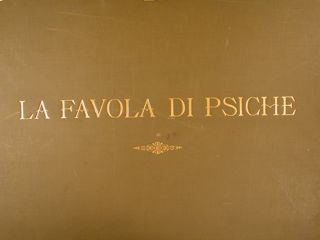 LA FAVOLA DI PSICHE